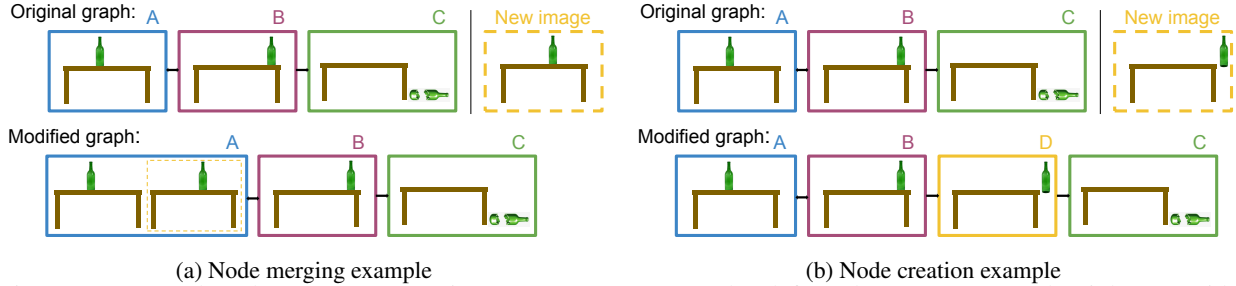 Original graph:
A
B
C
New image
Modified graph:
A
B
C
(a) Node merging example
Original graph:
A
B
C
New image
Modified graph:
A
B
D
C
(b) Node creation example